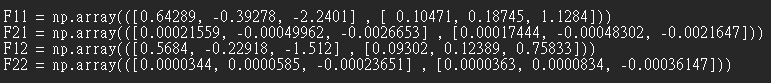 F11 = np.array(([0.64289, -0.39278, -2.2401] , [ 0.10471, 0.18745, 1.1284]))
F21 = np.array(([0.00021559, -0.00049962, -0.0026653] , [0.00017444, -0.00048302, -0.0021647]))
F12 = np.array(([0.5684, -0.22918, -1.512] , [0.09302, 0.12389, 0.75833]))
F22 = np.array(([0.0000344, 0.0000585, -0.00023651] , [0.0000363, 0.0000834, -0.00036147]))